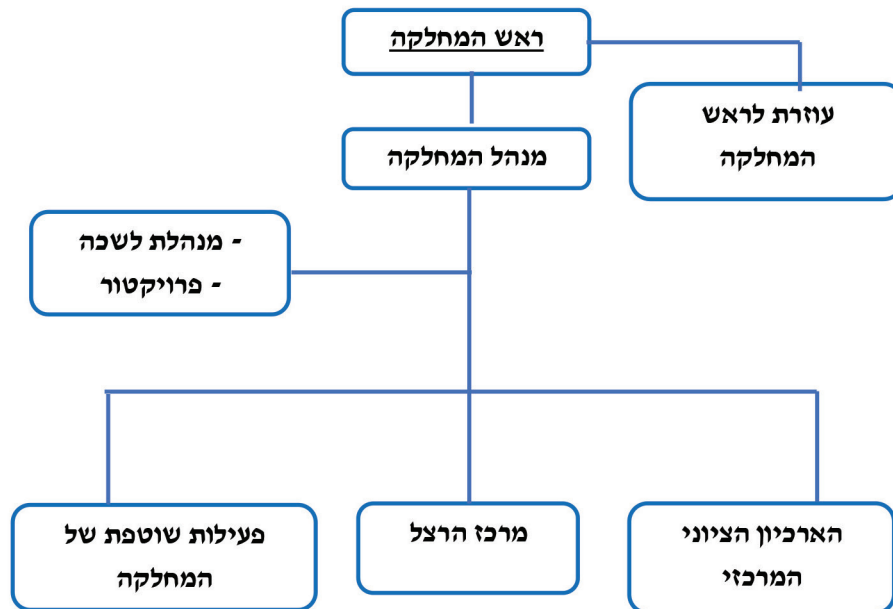 ראש המחלקה
עוזרת לראש
המחלקה
מנהל המחלקה
- מנהלת לשכה
- פרויקטור
הארכיון הציוני
המרכזי
מרכז הרצל
פעילות שוטפת של
המחלקה